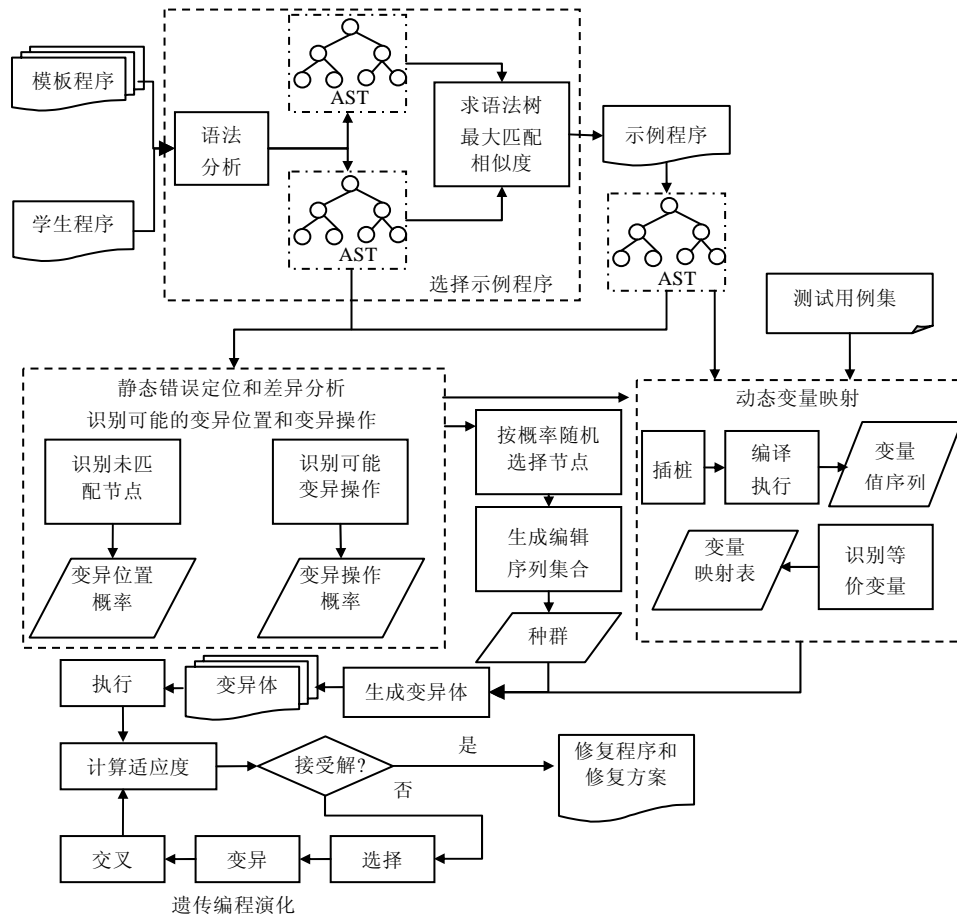 模板程序
学生程序
语法
分析
AST
AST
求语法树
最大匹配
相似度
选择示例程序
示例程序
AST
测试用例集
静态错误定位和差异分析
识别可能的变异位置和变异操作
识别未匹
配节点
识别可能
变异操作
变异位置
概率
变异操作
概率
按概率随机
选择节点
生成编辑
序列集合
种群
动态变量映射
插桩
编译
执行
变量
值序列
变量
映射表
识别等
价变量
执行
变异体
生成变异体
计算适应度
接受解?
是
否
修复程序和
修复方案
交叉
变异
选择
遗传编程演化